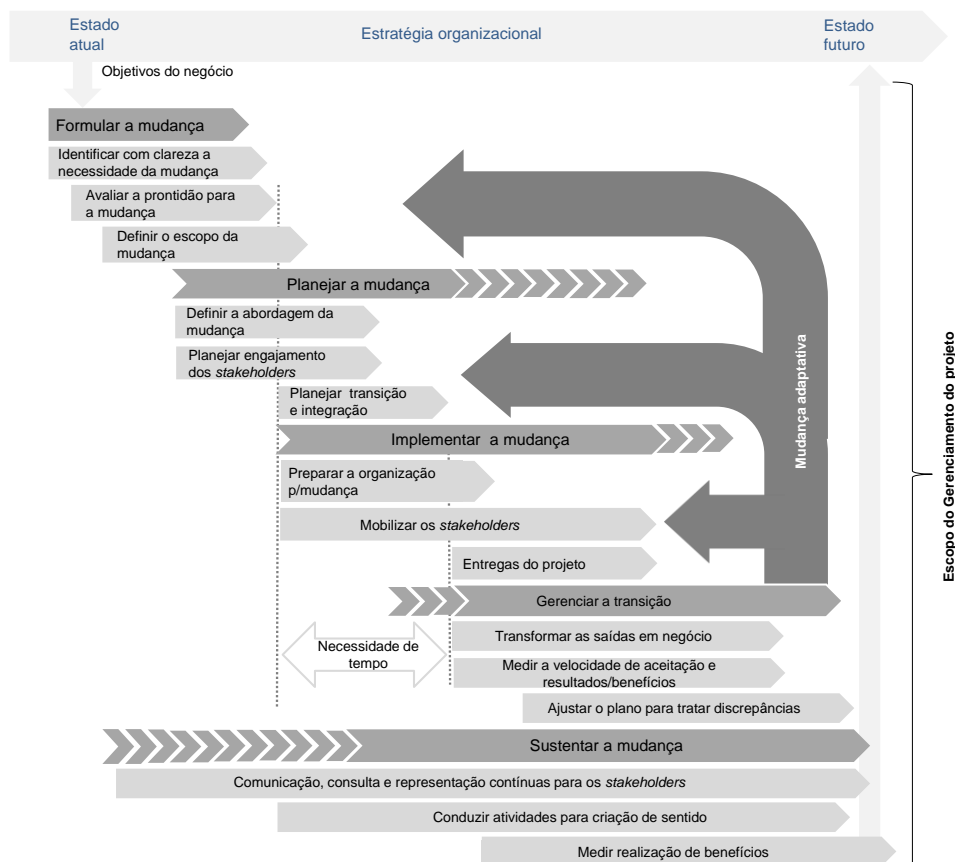 Estado
atual
Estratégia organizacional
Estado
futuro
Objetivos do negócio
Formular a mudança
Identificar com clareza a
necessidade da mudança
Avaliar a prontidão para
a mudança
Definir o escopo da
mudança
Planejar a mudança
Definir a abordagem da
mudança
Planejar engajamento
dos stakeholders
Planejar transição
e integração
Implementar a mudança
Preparar a organização
p/mudança
Mobilizar os stakeholders
Entregas do projeto
Gerenciar a transição
Necessidade de
tempo
Transformar as saídas em negócio
Medir a velocidade de aceitação e
resultados/benefícios
Ajustar o plano para tratar discrepâncias
Sustentar a mudança
Comunicação, consulta e representação contínuas para os stakeholders
Conduzir atividades para criação de sentido
Medir realização de benefícios
Mudança adaptativa
Escopo do Gerenciamento do projeto